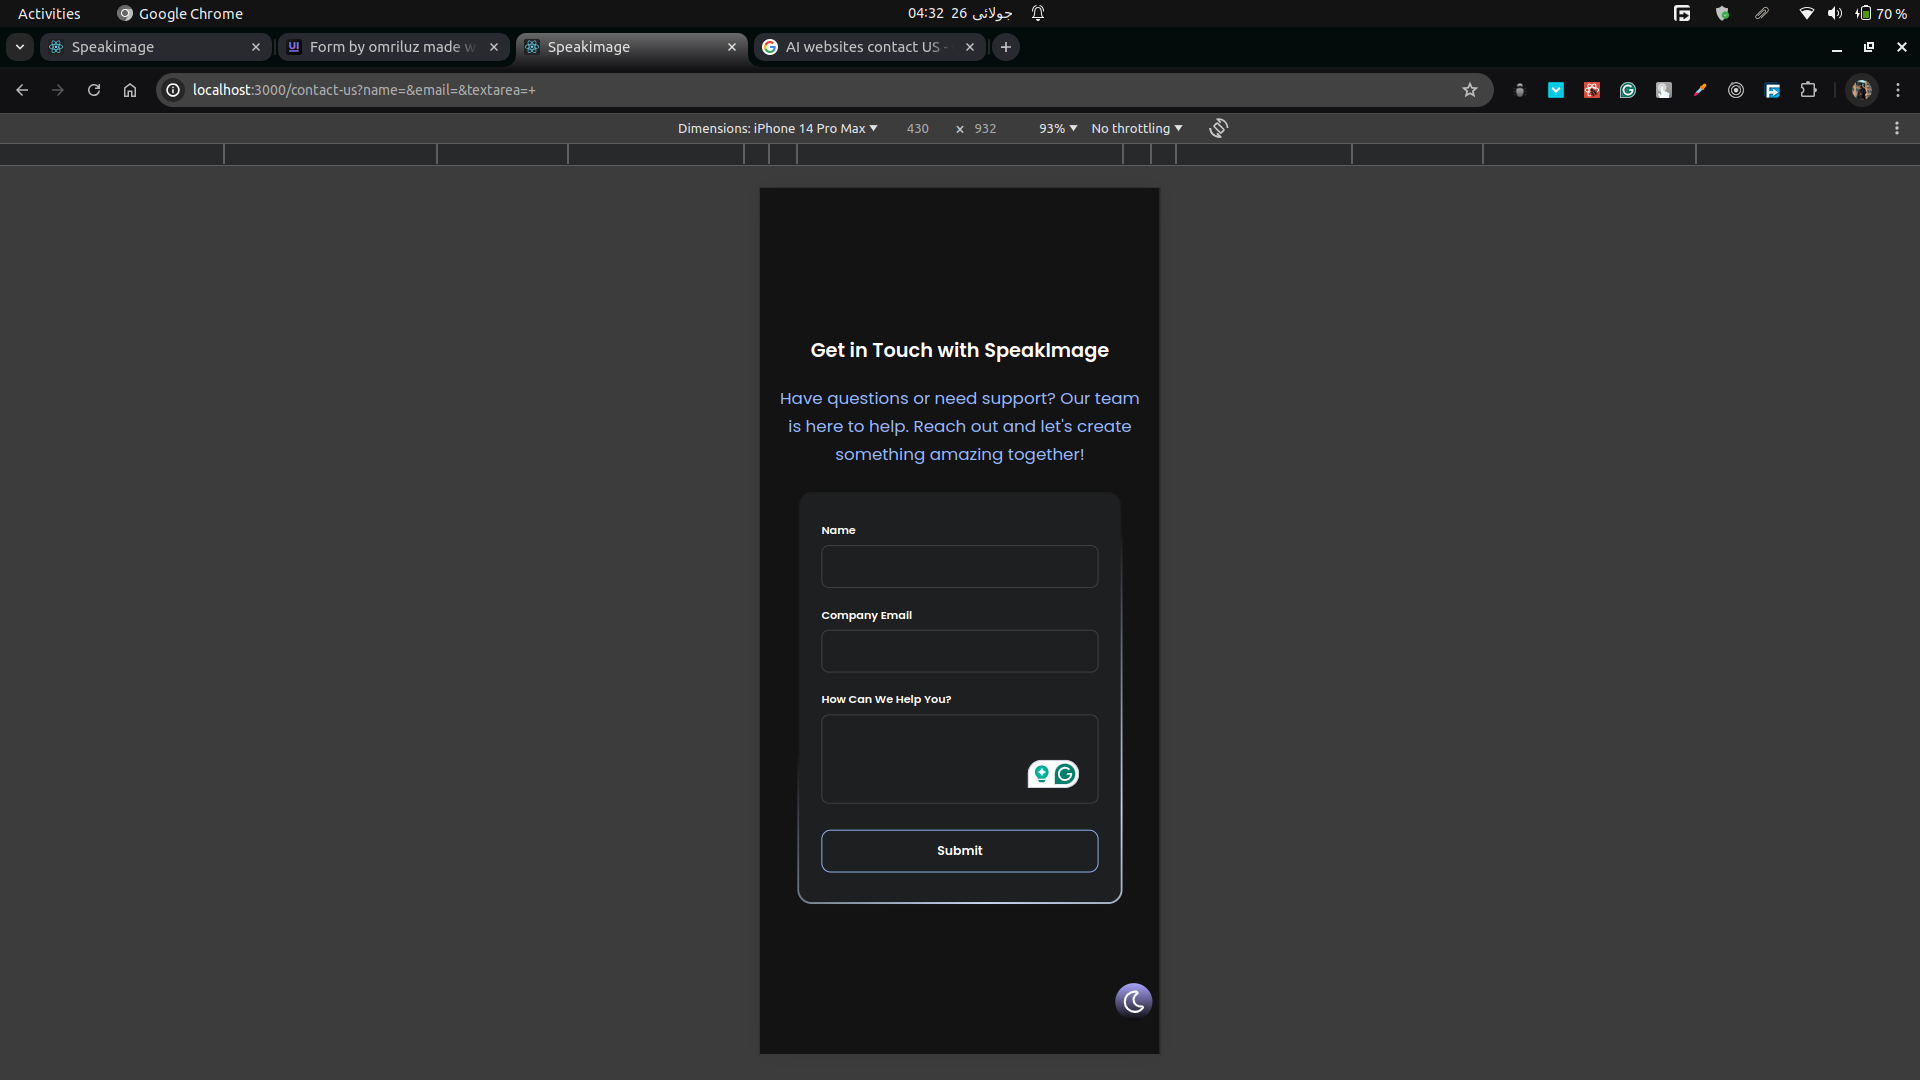 Activities
Google Chrome
04:32 26 جولائی
70 %
Speakimage
Form by omriluz made w
Speakimage
AI websites contact US -
localhost:3000/contact-us?name=&email=&textarea=+
Dimensions: iPhone 14 Pro Max
430 × 932
93%
No throttling
Get in Touch with SpeakImage
Have questions or need support? Our team
is here to help. Reach out and let's create
something amazing together!
Name
Company Email
How Can We Help You?
Submit